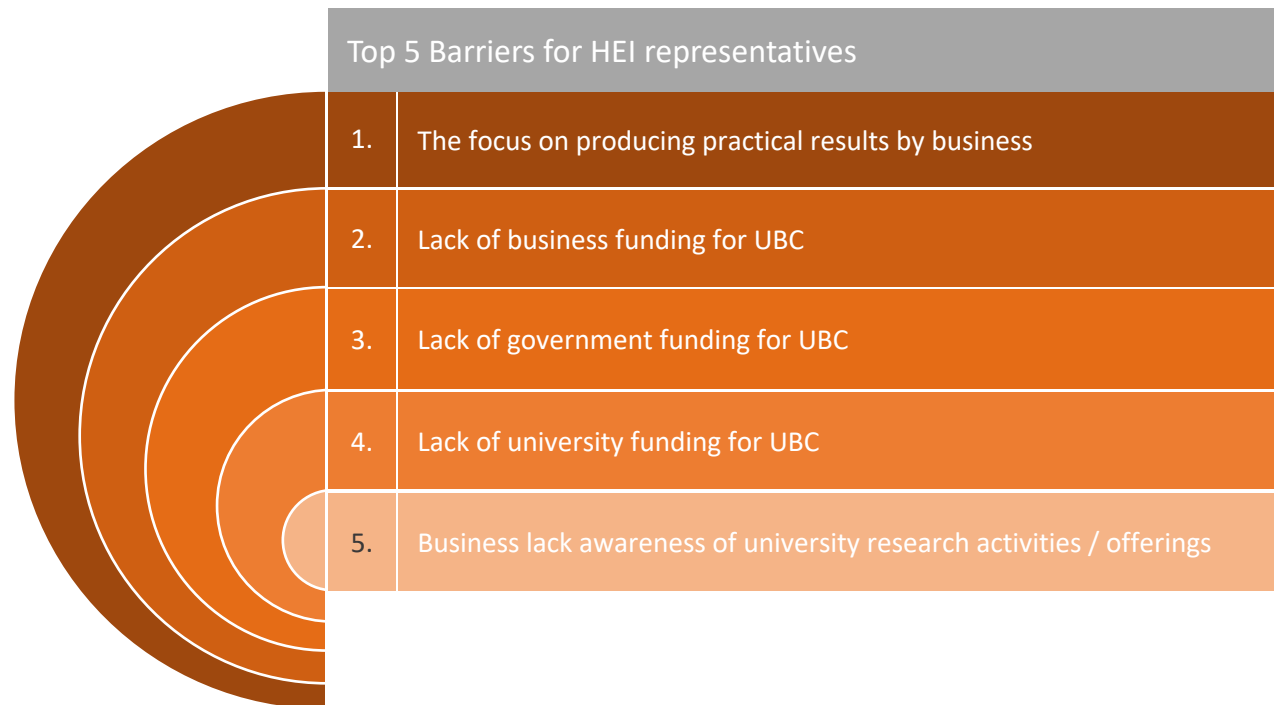 Top 5 Barriers for HEI representatives
1. The focus on producing practical results by business
2. Lack of business funding for UBC
3. Lack of government funding for UBC
4. Lack of university funding for UBC
5. Business lack awareness of university research activities / offerings